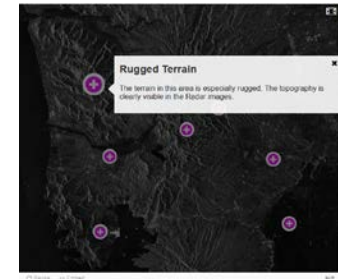 Rugged Terrain
The terrain in this area is especially rugged. The topography is
clearly visible in the Radar images.